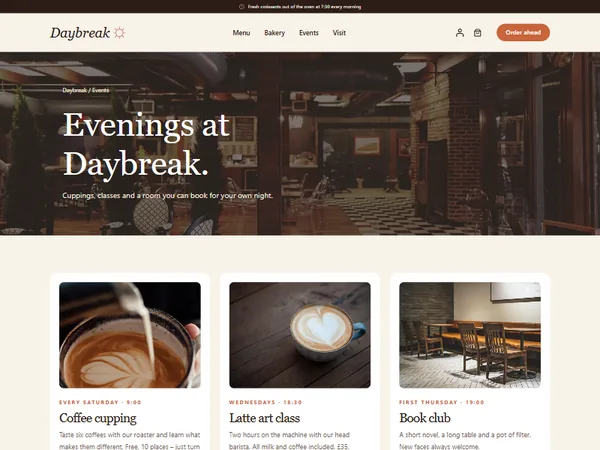 Fresh croissants out of the oven at 7:50 every morning
Daybreak
Menu
Bakery
Events
Visit
Order ahead
Daybreak / Events
Evenings at
Daybreak.
Cuppings, classes and a room you can book for your own night.
EVERY SATURDAY · 9:00
Coffee cupping
Taste six coffees with our roaster and learn what
makes them different. Free, 10 places – just turn
WEDNESDAYS · 18:30
Latte art class
Two hours on the machine with our head
barista. All milk and coffee included. £35.
FIRST THURSDAY · 19:00
Book club
A short novel, a long table and a pot of filter.
New faces always welcome.